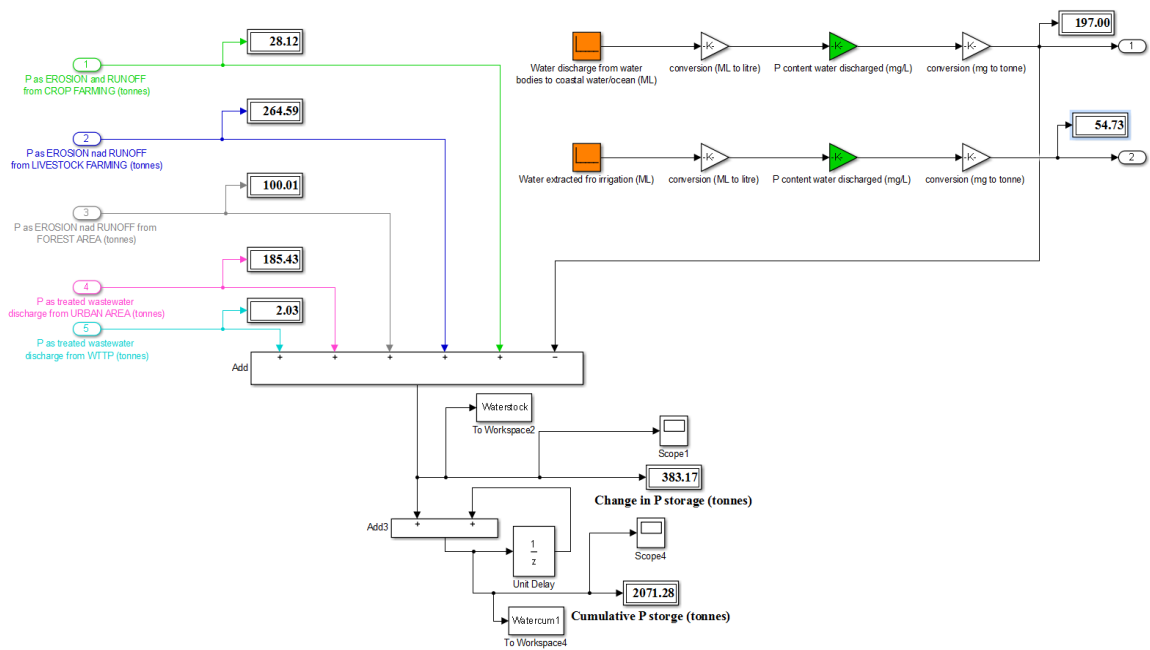 28.12
1
P as EROSION and RUNOFF
from CROP FARMING (tonnes)
264.59
2
P as EROSION nad RUNOFF
from LIVESTOCK FARMING (tonnes)
100.01
3
P as EROSION nad RUNOFF from
FOREST AREA (tonnes)
185.43
4
P as treated wastewater
discharge from URBAN AREA (tonnes)
2.03
5
P as treated wastewater
discharge from WTTP (tonnes)
197.00
-K-
-K-
-K-
1
Water discharge from water
bodies to coastal water/ocean (ML)
conversion (ML to litre)
P content water discharged (mg/L)
conversion (mg to tonne)
54.73
-K-
-K-
-K-
2
Water extracted fro irrigation (ML)
conversion (ML to litre)
P content water discharged (mg/L)
conversion (mg to tonne)
+ + + + + −
Add
Waterstock
To Workspace2
Scope1
383.17
Change in P storage (tonnes)
+ +
Add3
1
z
Unit Delay
Scope4
2071.28
Cumulative P storge (tonnes)
Watercum1
To Workspace4